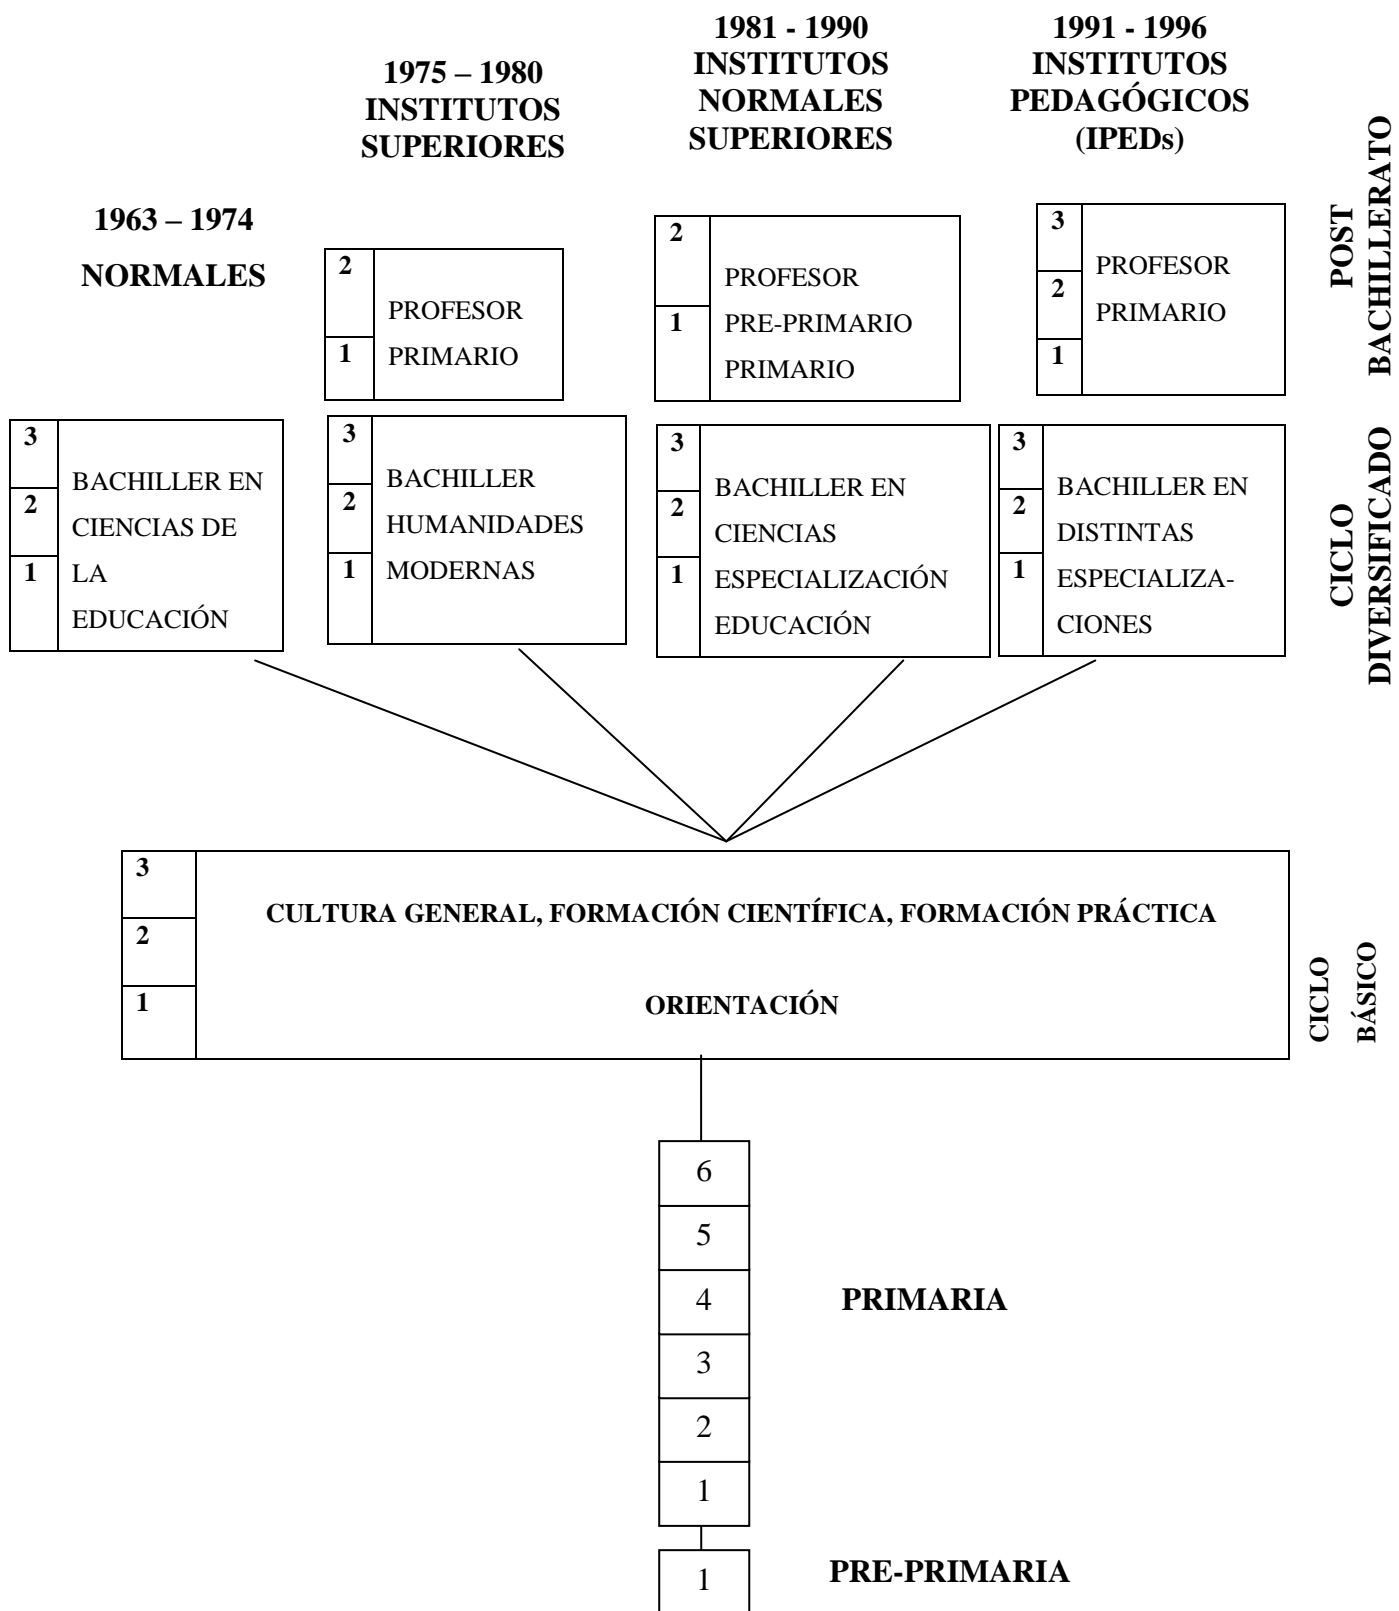 1963 – 1974
NORMALES
1975 – 1980
INSTITUTOS
SUPERIORES
1981 - 1990
INSTITUTOS
NORMALES
SUPERIORES
1991 - 1996
INSTITUTOS
PEDAGÓGICOS
(IPEDs)
2
1
PROFESOR
PRIMARIO
2
1
PROFESOR
PRE-PRIMARIO
PRIMARIO
3
2
1
PROFESOR
PRIMARIO
POST
BACHILLERATO
3
2
1
BACHILLER EN
CIENCIAS DE
LA
EDUCACIÓN
3
2
1
BACHILLER
HUMANIDADES
MODERNAS
3
2
1
BACHILLER EN
CIENCIAS
ESPECIALIZACIÓN
EDUCACIÓN
3
2
1
BACHILLER EN
DISTINTAS
ESPECIALIZA-
CIONES
CICLO
DIVERSIFICADO
3
2
1
CULTURA GENERAL, FORMACIÓN CIENTÍFICA, FORMACIÓN PRÁCTICA
ORIENTACIÓN
CICLO
BÁSICO
6
5
4
3
2
1
PRIMARIA
1
PRE-PRIMARIA